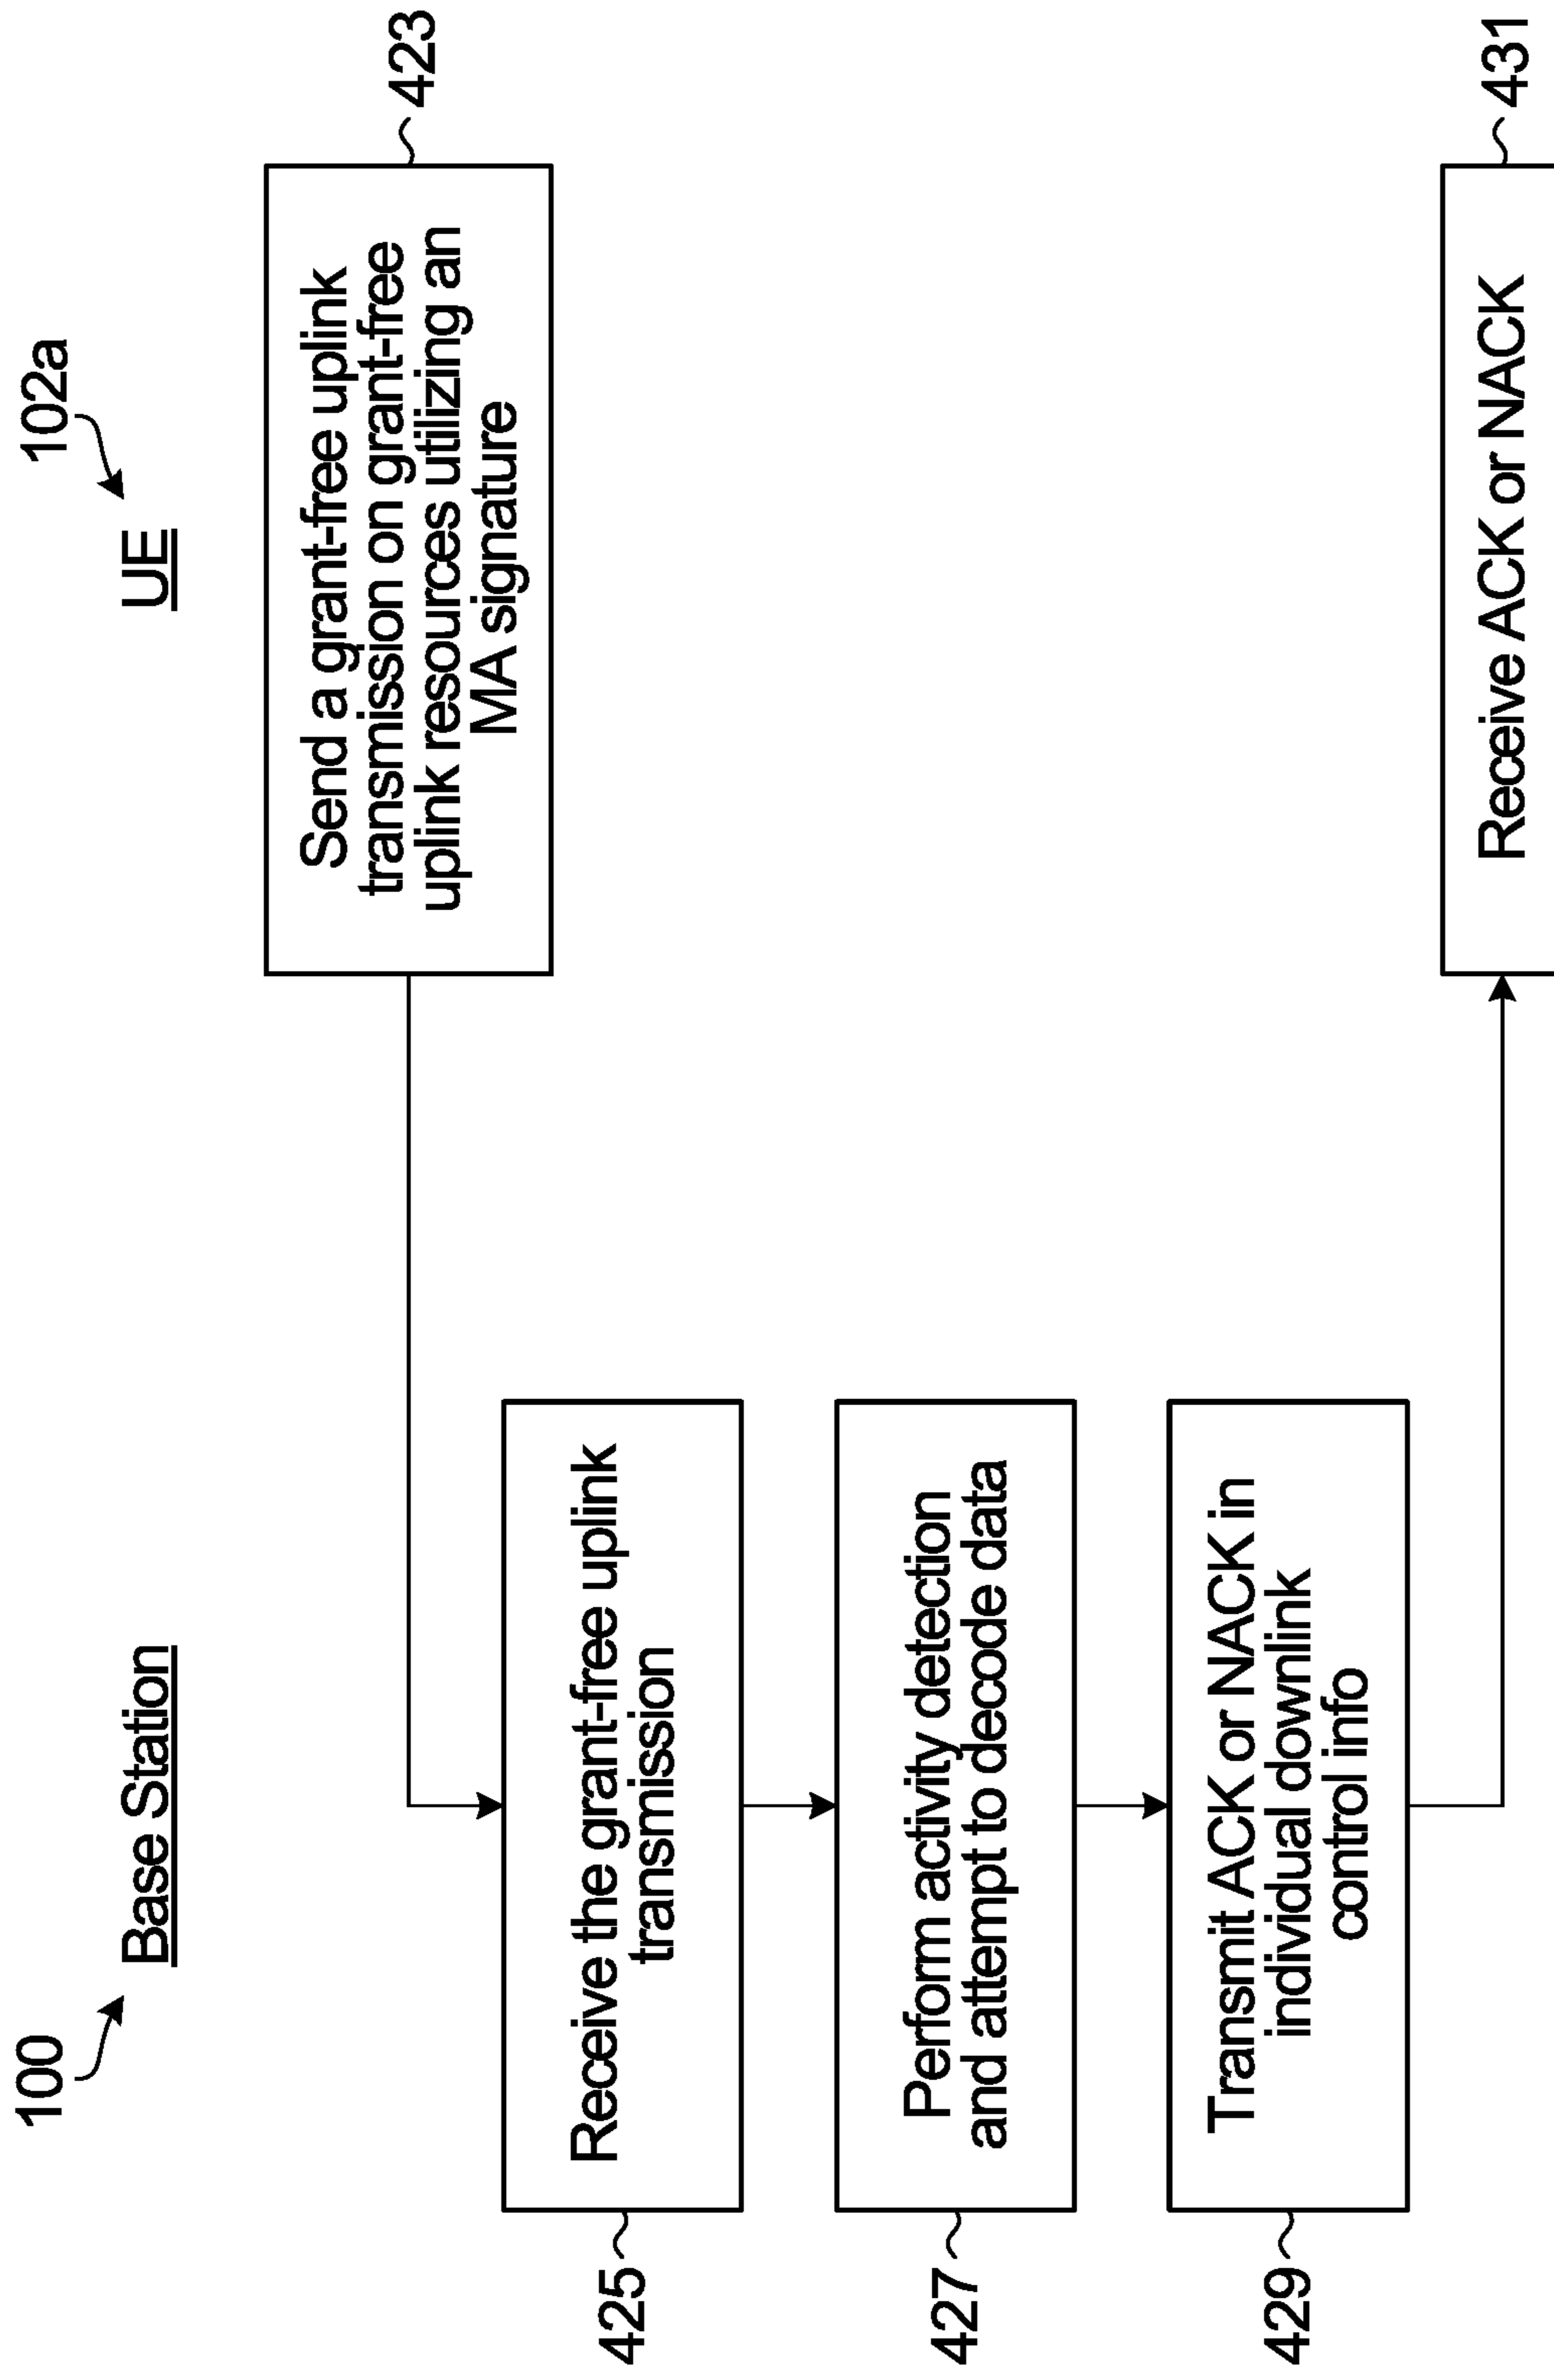 100
Base Station
102a
UE
Send a grant-free uplink
transmission on grant-free
uplink resources utilizing an
MA signature
423
Receive the grant-free uplink
transmission
425
Perform activity detection
and attempt to decode data
427
Transmit ACK or NACK in
individual downlink
control info
429
Receive ACK or NACK
431